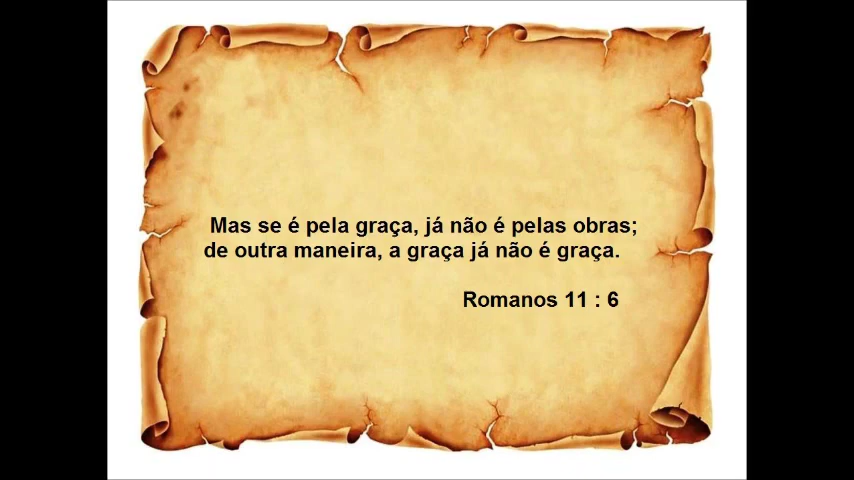 Mas se é pela graça, já não é pelas obras;
de outra maneira, a graça já não é graça.
Romanos 11 : 6